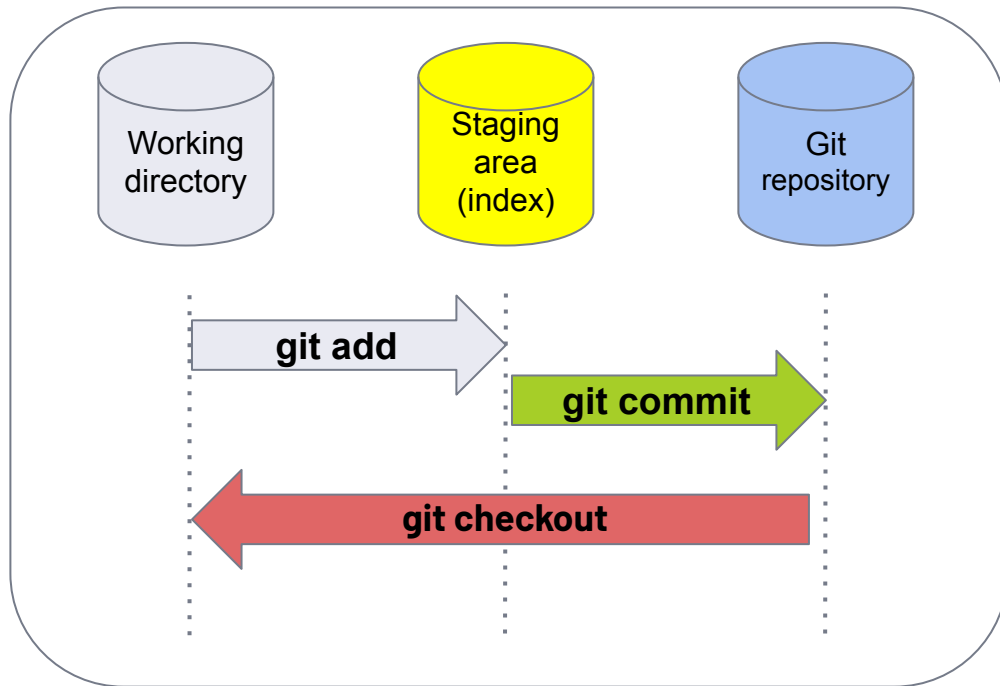 Working
directory
Staging
area
(index)
Git
repository
git add
git commit
git checkout